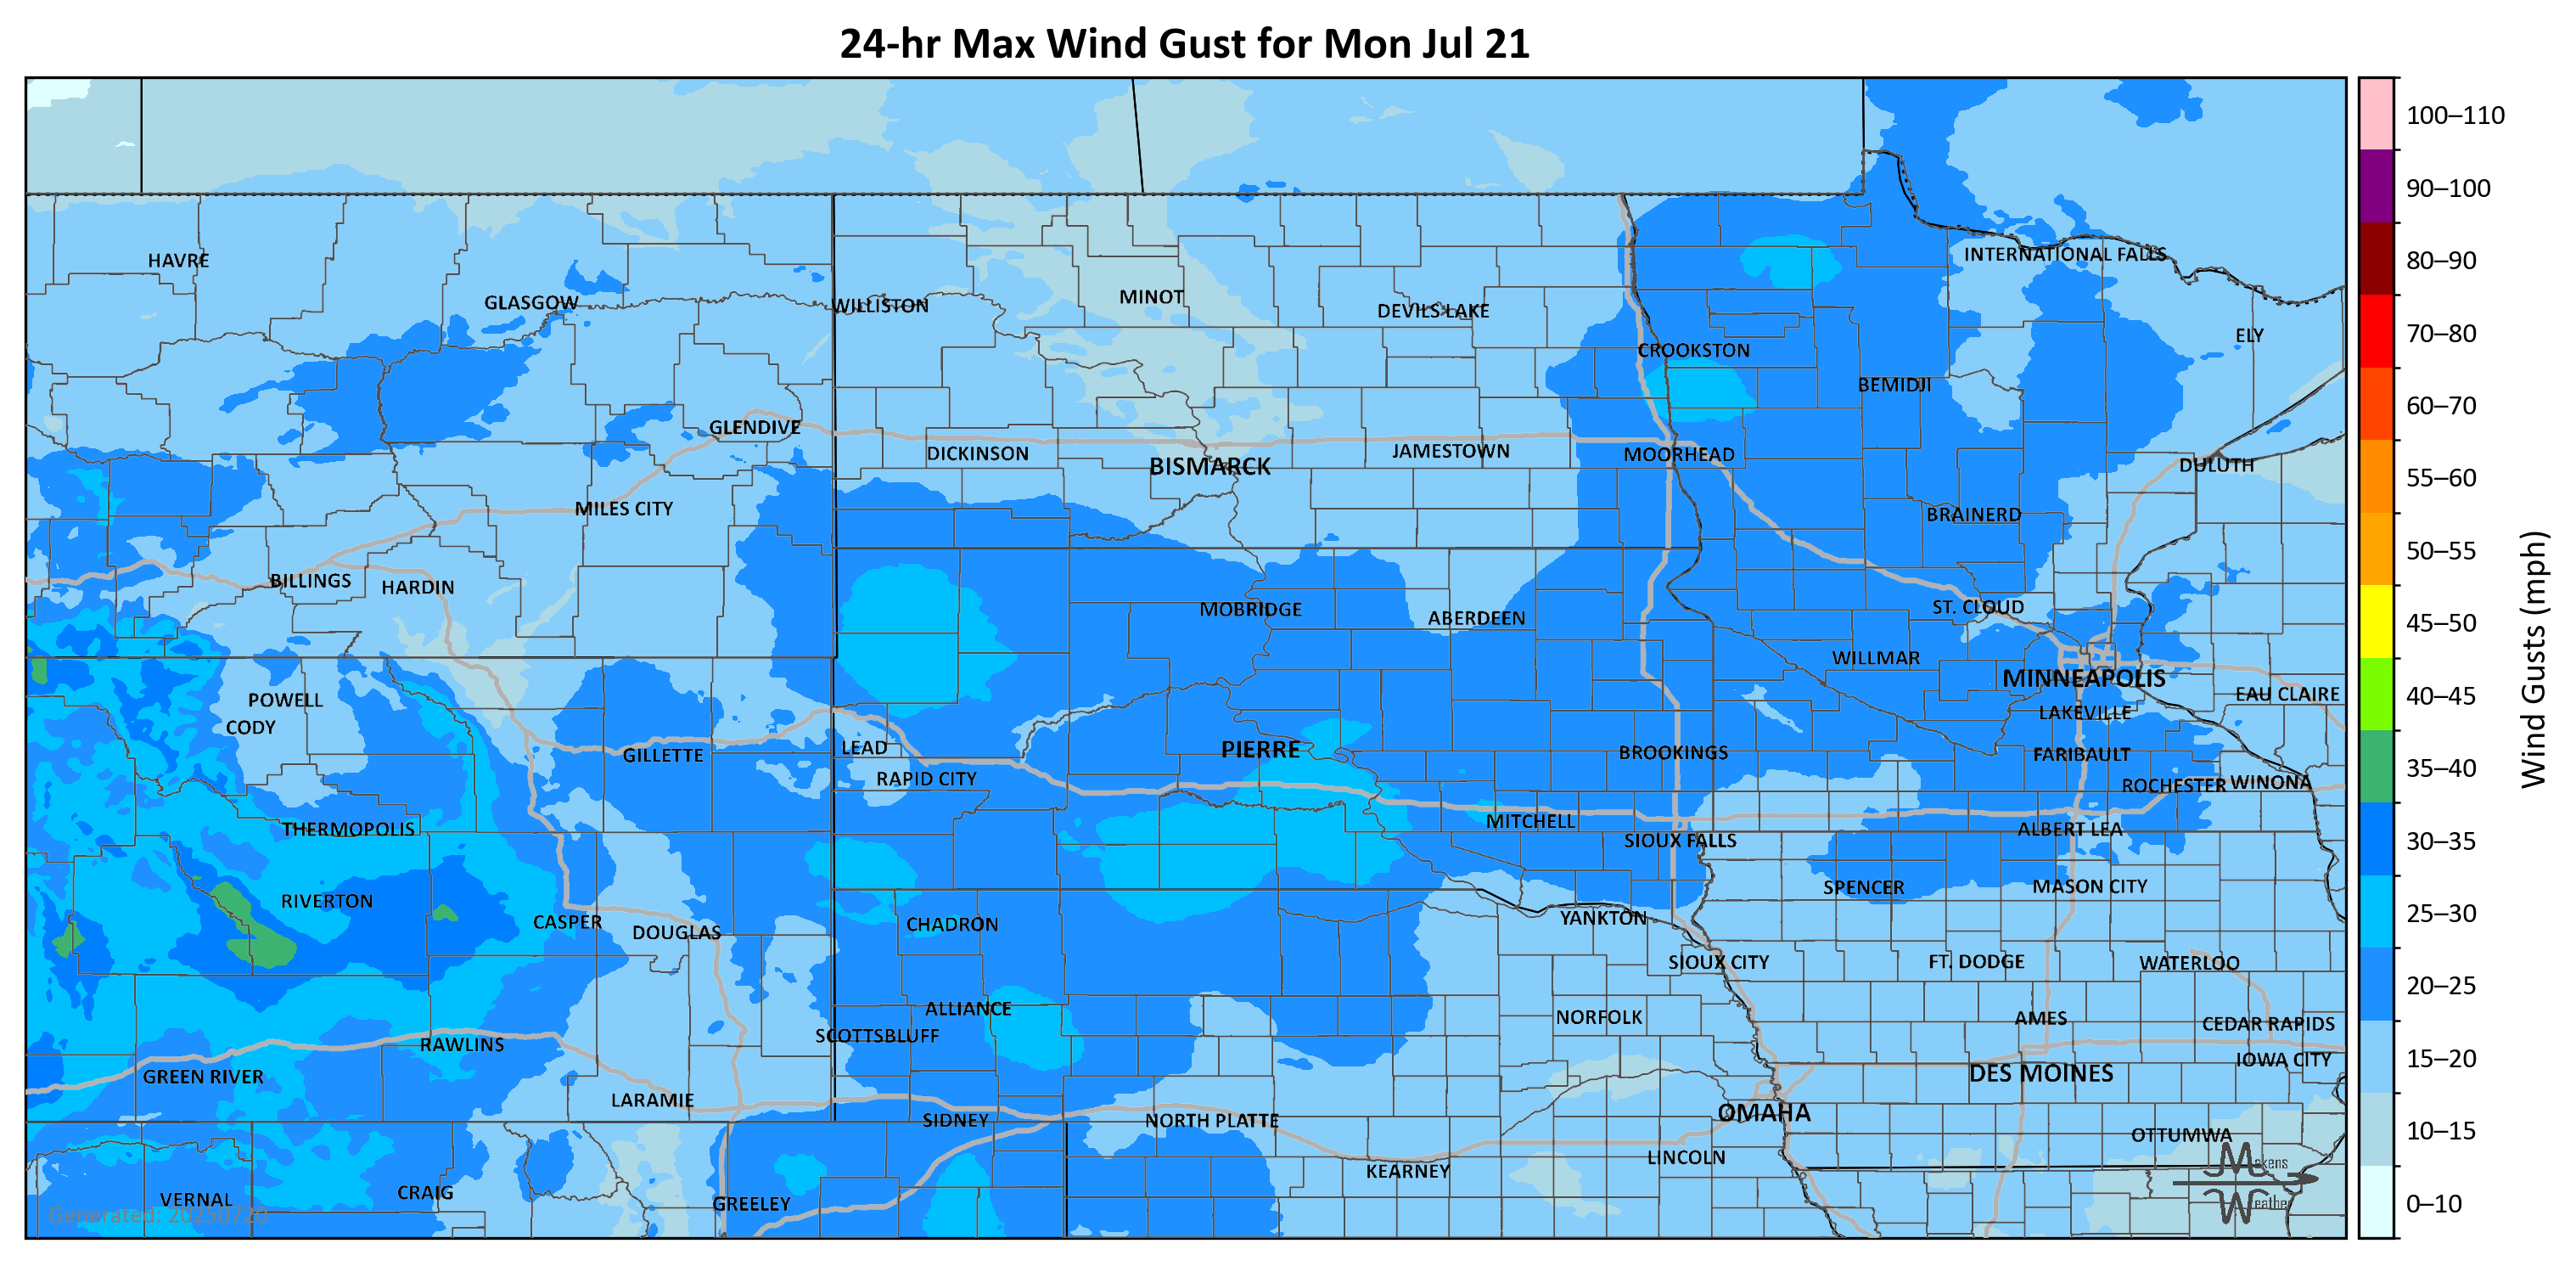 24-hr Max Wind Gust for Mon Jul 21
100–110
90–100
80–90
70–80
60–70
55–60
50–55
45–50
40–45
35–40
30–35
25–30
20–25
15–20
10–15
0–10
Wind Gusts (mph)
HAVRE
INTERNATIONAL FALLS
GLASGOW
WILLISTON
MINOT
DEVILS LAKE
ELY
CROOKSTON
BEMIDJI
GLENDIVE
DICKINSON
BISMARCK
JAMESTOWN
MOORHEAD
DULUTH
MILES CITY
BRAINERD
BILLINGS
HARDIN
MOBRIDGE
ABERDEEN
ST. CLOUD
WILLMAR
MINNEAPOLIS
POWELL
EAU CLAIRE
CODY
LAKEVILLE
GILLETTE
LEAD
PIERRE
BROOKINGS
FARIBAULT
RAPID CITY
ROCHESTER
WINONA
THERMOPOLIS
MITCHELL
ALBERT LEA
SIOUX FALLS
RIVERTON
SPENCER
MASON CITY
CASPER
DOUGLAS
CHADRON
YANKTON
SIOUX CITY
FT. DODGE
WATERLOO
ALLIANCE
NORFOLK
AMES
CEDAR RAPIDS
RAWLINS
SCOTTSBLUFF
IOWA CITY
GREEN RIVER
DES MOINES
LARAMIE
OMAHA
SIDNEY
NORTH PLATTE
OTTUMWA
KEARNEY
LINCOLN
VERNAL
CRAIG
GREELEY
Generated: 20250720
Makens
Weather